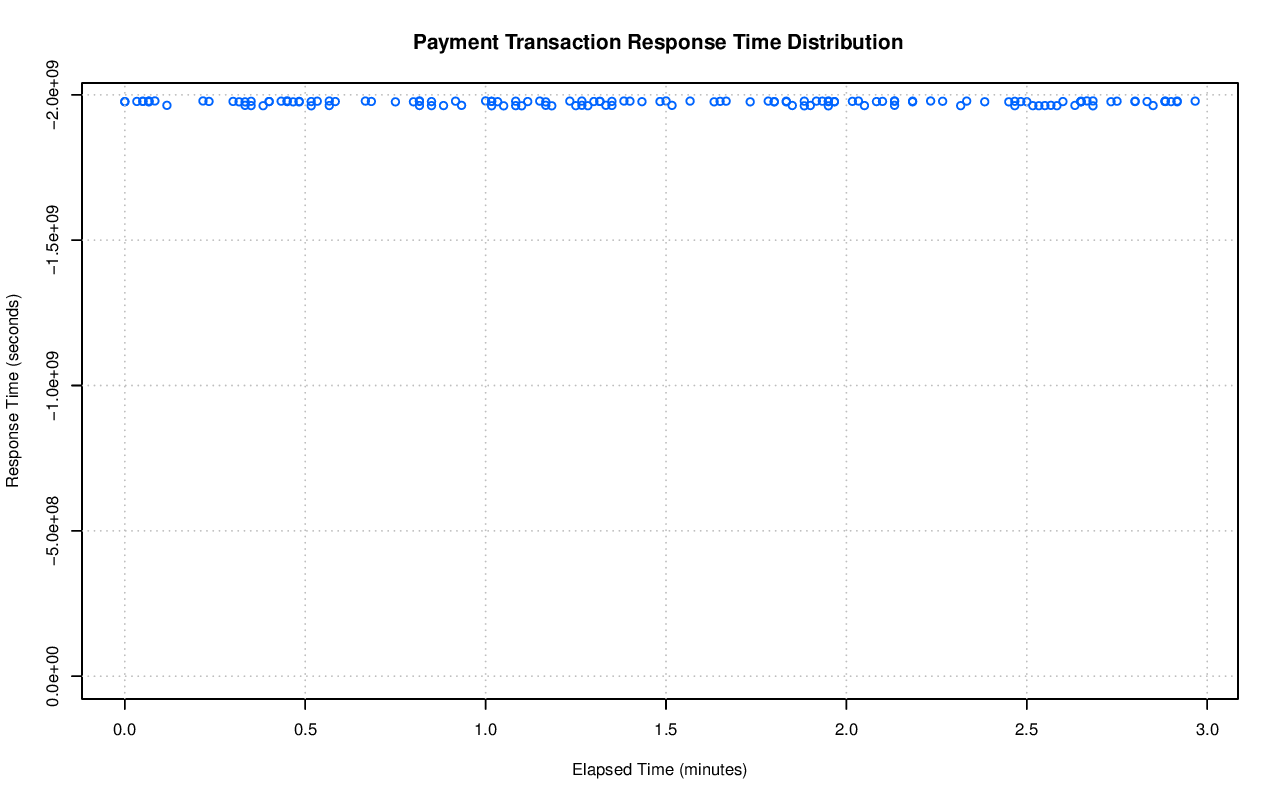 Payment Transaction Response Time Distribution
Response Time (seconds)
−2.0e+09
−1.5e+09
−1.0e+09
−5.0e+08
0.0e+00
0.0 0.5 1.0 1.5 2.0 2.5 3.0
Elapsed Time (minutes)